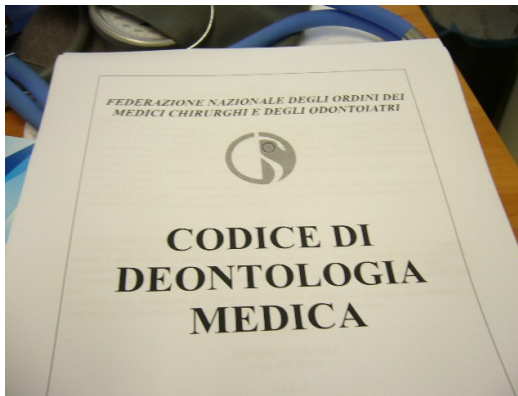 FEDERAZIONE NAZIONALE DEGLI ORDINI DEI
MEDICI CHIRURGHI E DEGLI ODONTOIATRI
CODICE DI
DEONTOLOGIA
MEDICA